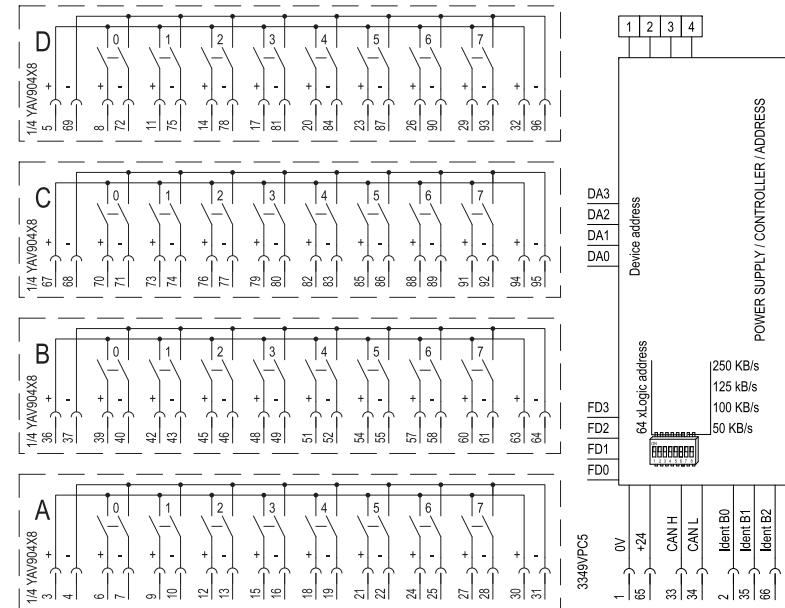 D
1/4 YAV904X8
0 1 2 3 4 5 6 7
+ - + - + - + - + - + - + - + - + - + -
5 69 8 72 11 75 14 78 17 81 20 84 23 87 26 90 29 93 32 96
C
1/4 YAV904X8
0 1 2 3 4 5 6 7
+ - + - + - + - + - + - + - + - + - + -
67 68 70 71 73 74 76 77 79 80 82 83 85 86 88 89 91 92 94 95
B
1/4 YAV904X8
0 1 2 3 4 5 6 7
+ - + - + - + - + - + - + - + - + - + -
36 37 39 40 42 43 45 46 48 49 51 52 54 55 57 58 60 61 63 64
A
1/4 YAV904X8
0 1 2 3 4 5 6 7
+ - + - + - + - + - + - + - + - + - + -
3 4 6 7 9 10 12 13 15 16 18 19 21 22 24 25 27 28 30 31
1 2 3 4
POWER SUPPLY / CONTROLLER / ADDRESS
DA3
DA2
DA1
DA0
Device address
64 xLogic address
250 KB/s
125 kB/s
100 KB/s
50 KB/s
FD3
FD2
FD1
FD0
ON
1 2 3 4 5 6 7 8
3349VPC5
0V
+24
CAN H
CAN L
Ident B0
Ident B1
Ident B2
1 65 33 34 2 35 66